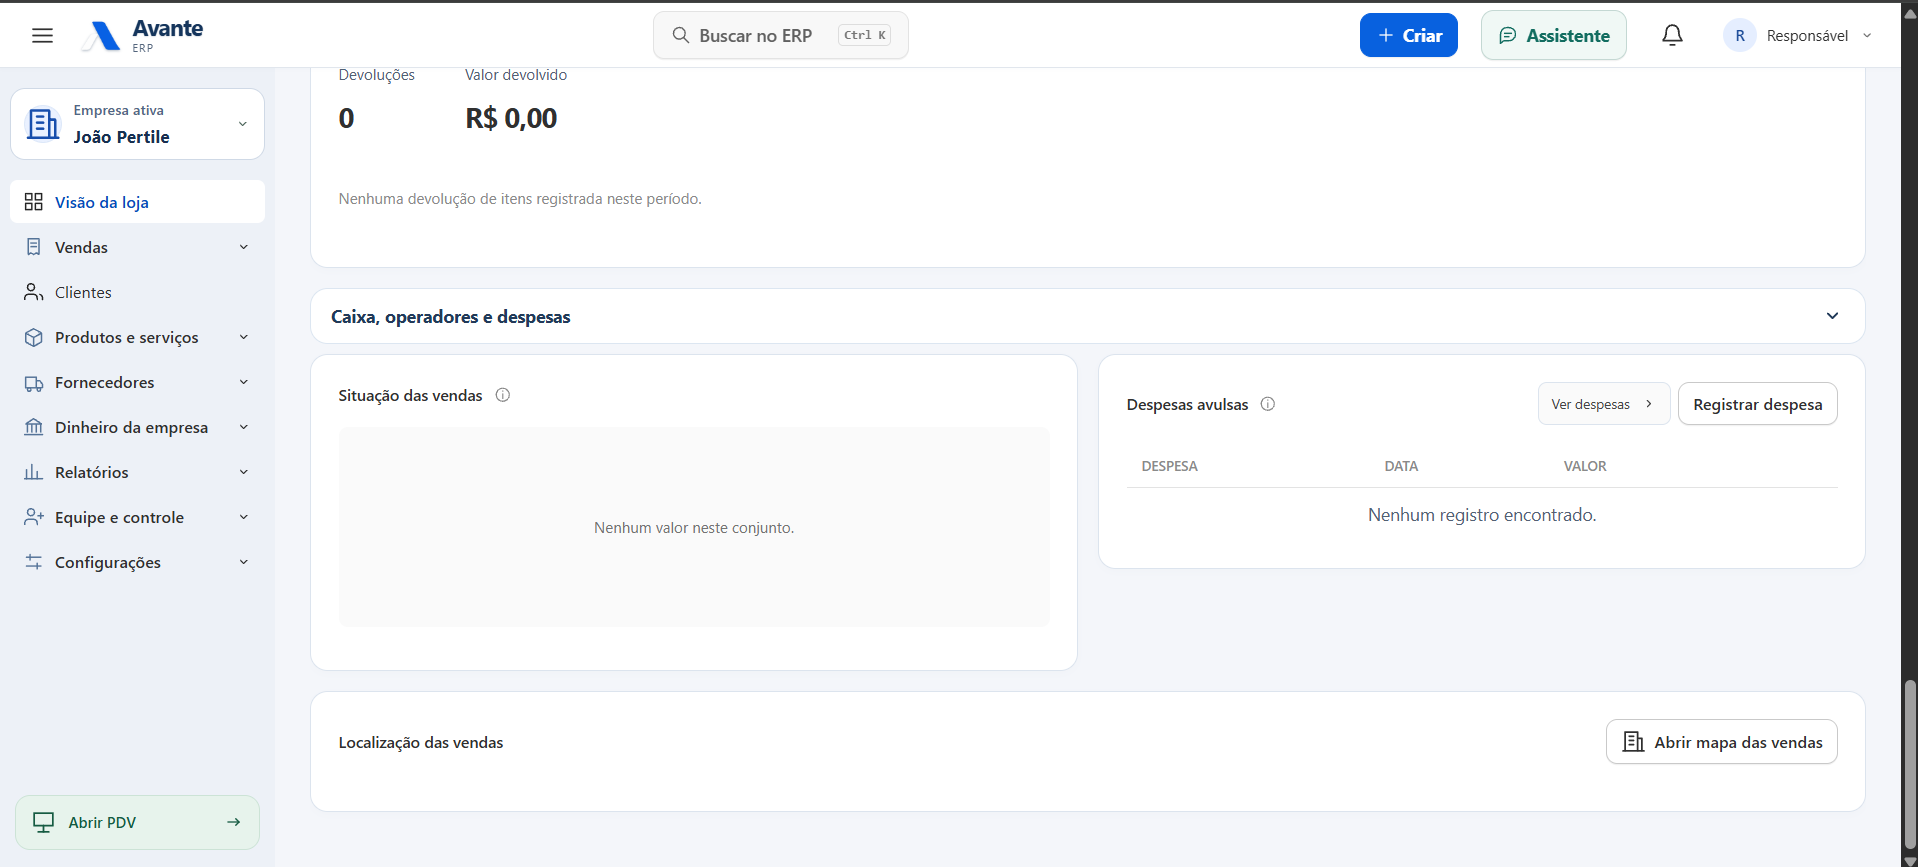 Avante
ERP
Buscar no ERP
Ctrl K
Criar
Assistente
R
Responsável
Empresa ativa
João Pertile
Visão da loja
Vendas
Clientes
Produtos e serviços
Fornecedores
Dinheiro da empresa
Relatórios
Equipe e controle
Configurações
Abrir PDV
Devoluções
Valor devolvido
0
R$ 0,00
Nenhuma devolução de itens registrada neste período.
Caixa, operadores e despesas
Situação das vendas
Nenhum valor neste conjunto.
Despesas avulsas
Ver despesas
Registrar despesa
DESPESA
DATA
VALOR
Nenhum registro encontrado.
Localização das vendas
Abrir mapa das vendas